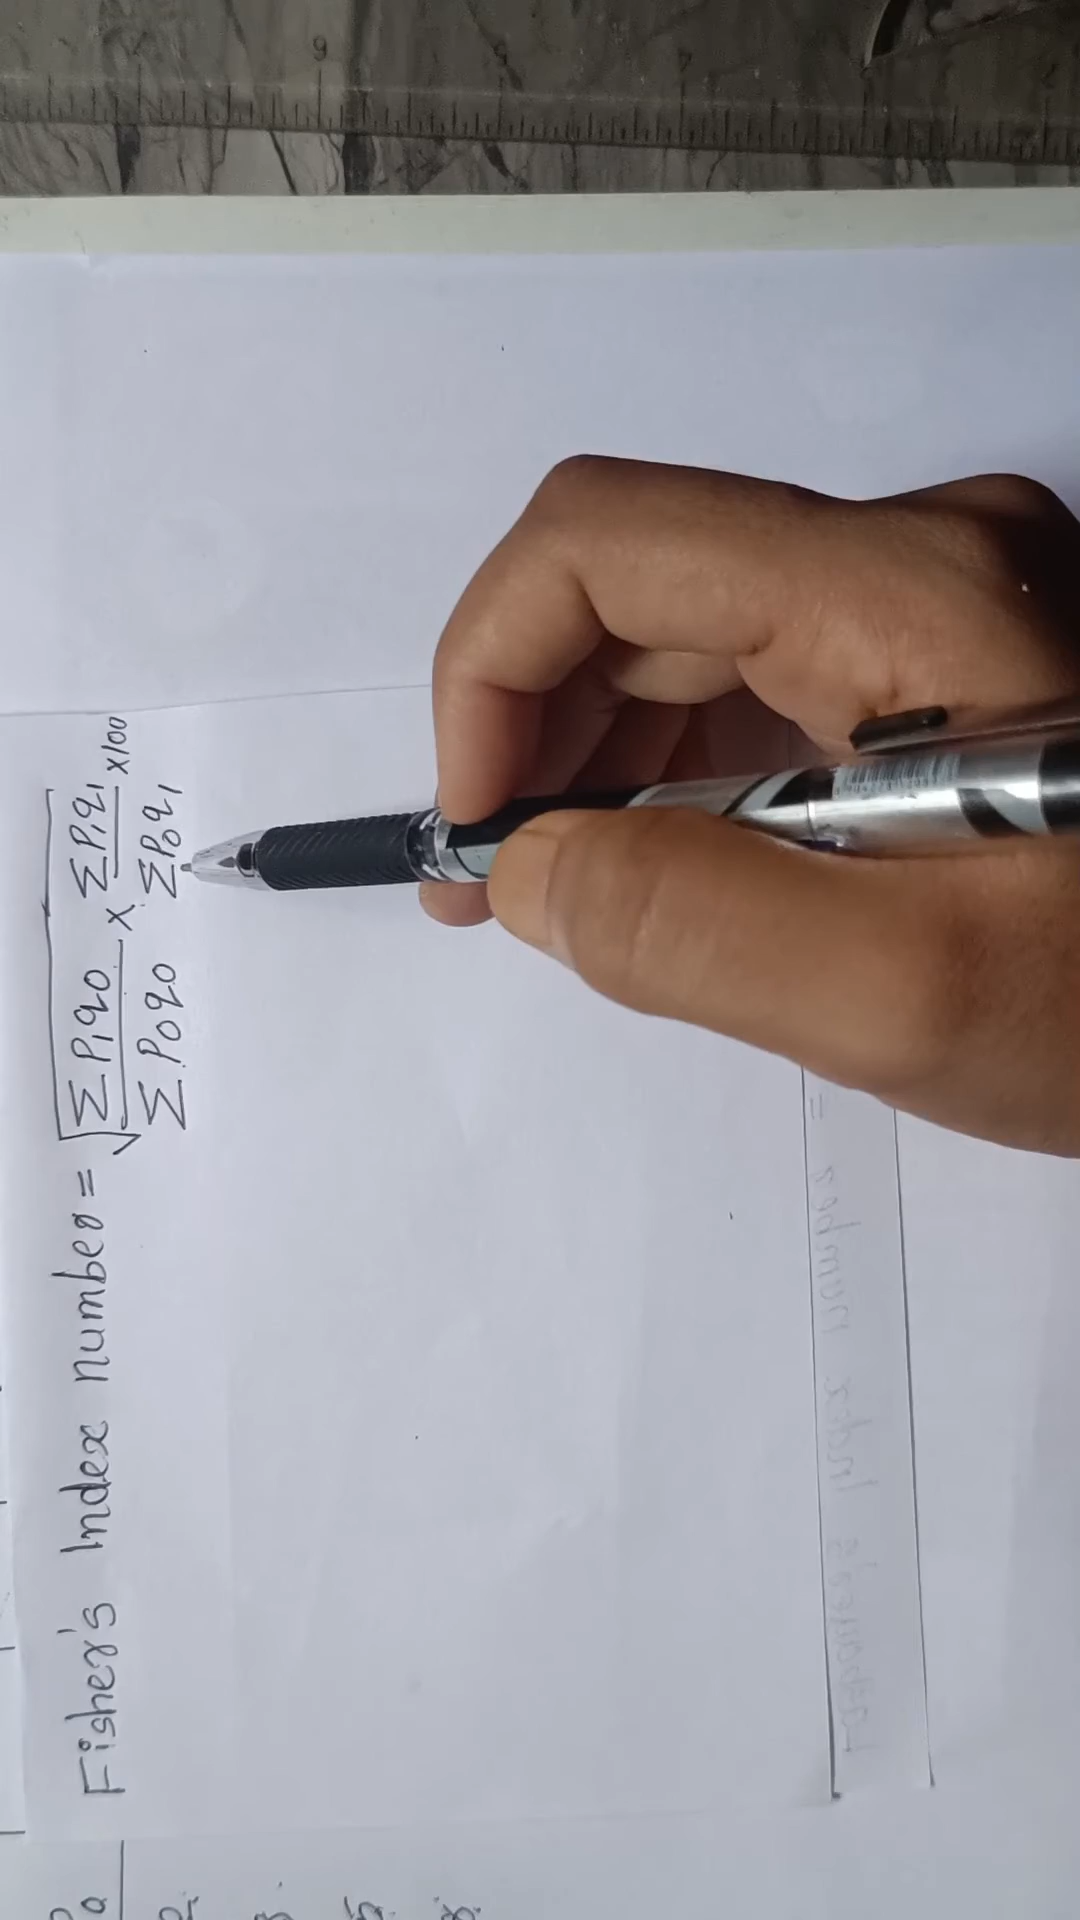 Fisher's Index number = √ΣP₁q₀/ΣP₀q₀ × ΣP₁q₁/ΣP₀q₁ ×100